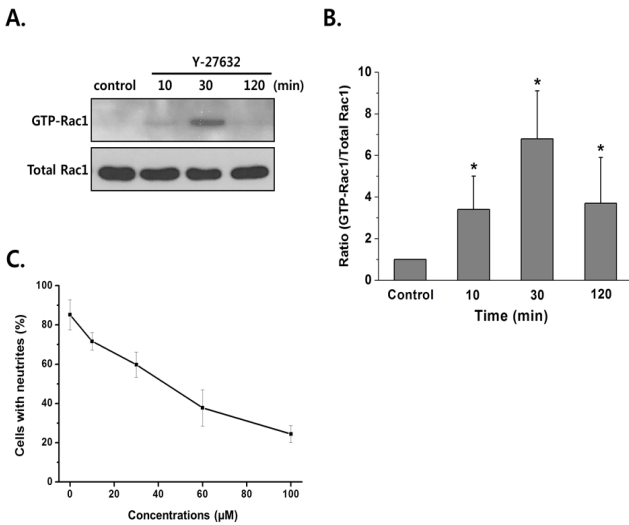 A.
Y-27632
control 10 30 120 (min)
GTP-Rac1
Total Rac1
B.
Ratio (GTP-Rac1/Total Rac1)
10
8
6
4
2
0
*
*
*
Control 10 30 120
Time (min)
C.
Cells with neutrites (%)
100
80
60
40
20
0
0 20 40 60 80 100
Concentrations (μM)